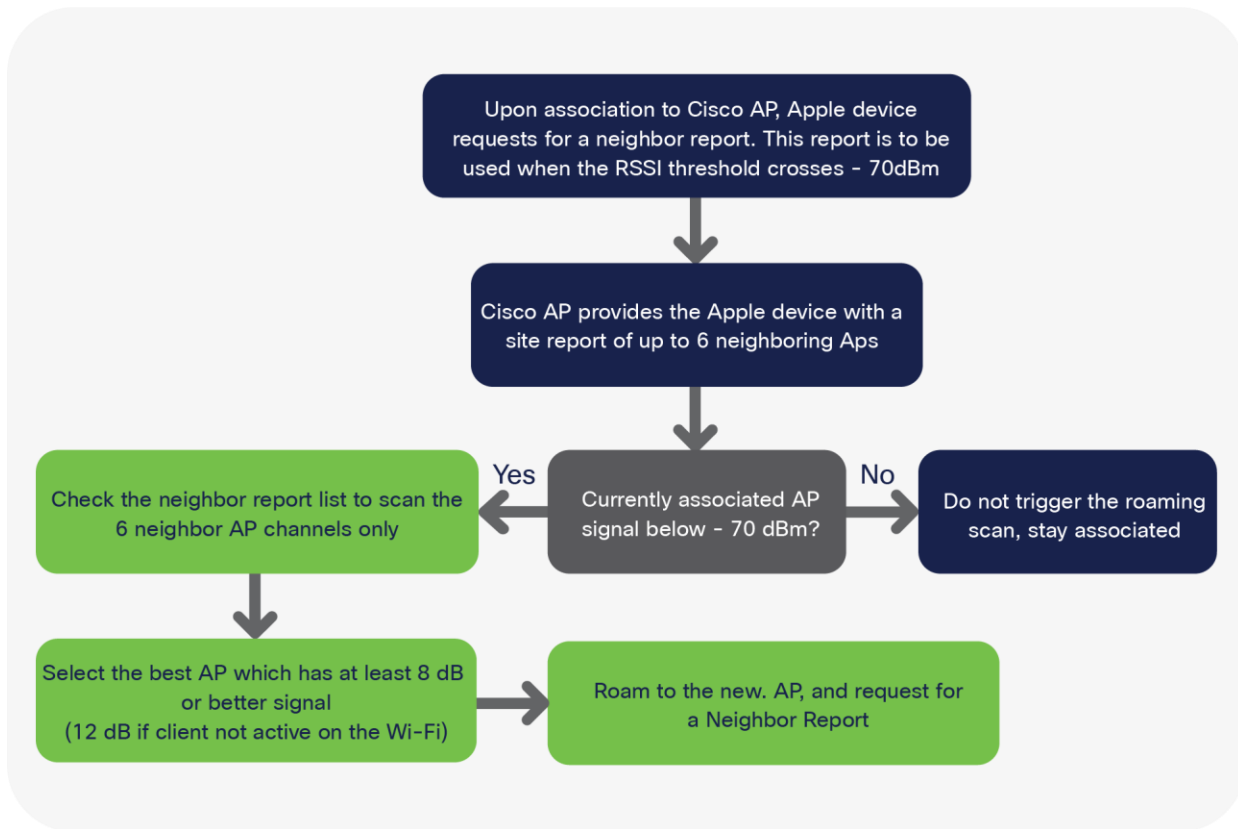 Upon association to Cisco AP, Apple device
requests for a neighbor report. This report is to be
used when the RSSI threshold crosses - 70dBm
Cisco AP provides the Apple device with a
site report of up to 6 neighboring Aps
Yes
No
Check the neighbor report list to scan the
6 neighbor AP channels only
Currently associated AP
signal below - 70 dBm?
Do not trigger the roaming
scan, stay associated
Select the best AP which has at least 8 dB
or better signal
(12 dB if client not active on the Wi-Fi)
Roam to the new. AP, and request for
a Neighbor Report